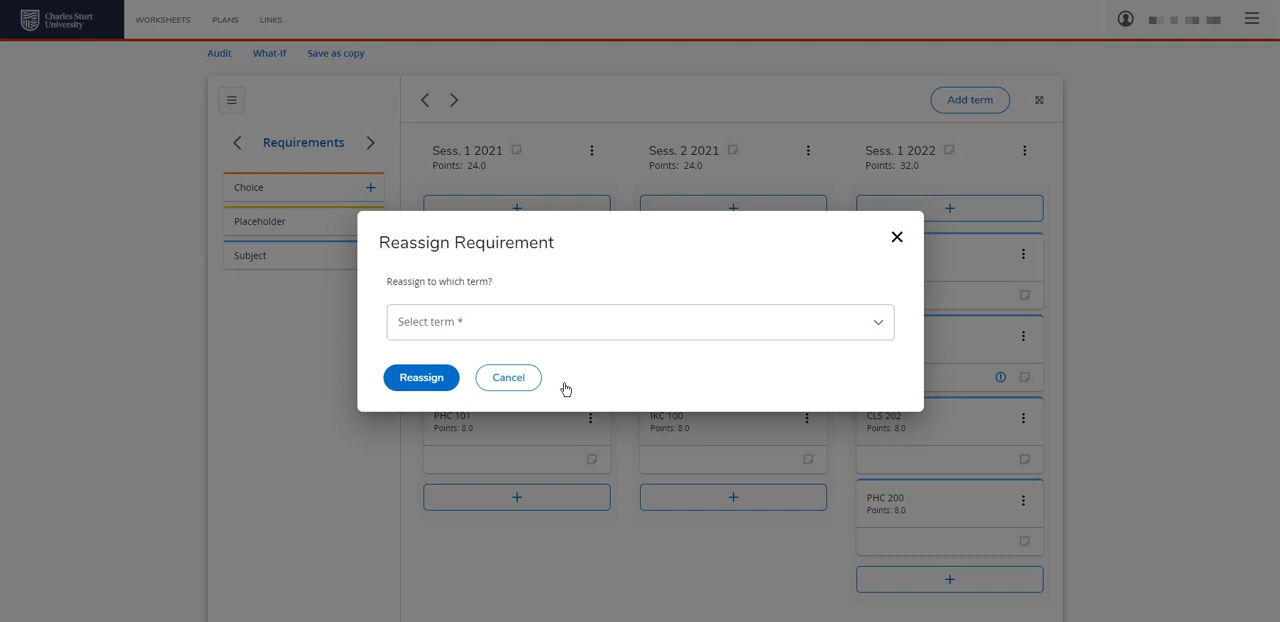 Charles Sturt
University
WORKSHEETS PLANS LINKS
Audit What-If Save as copy
Add term
Requirements
Choice
Placeholder
Subject
Sess. 1 2021
Points: 24.0
Sess. 2 2021
Points: 24.0
Sess. 1 2022
Points: 32.0
Reassign Requirement
Reassign to which term?
Select term *
Reassign Cancel
PHC 101
Points: 8.0
IKC 100
Points: 8.0
CLS 202
Points: 8.0
PHC 200
Points: 8.0